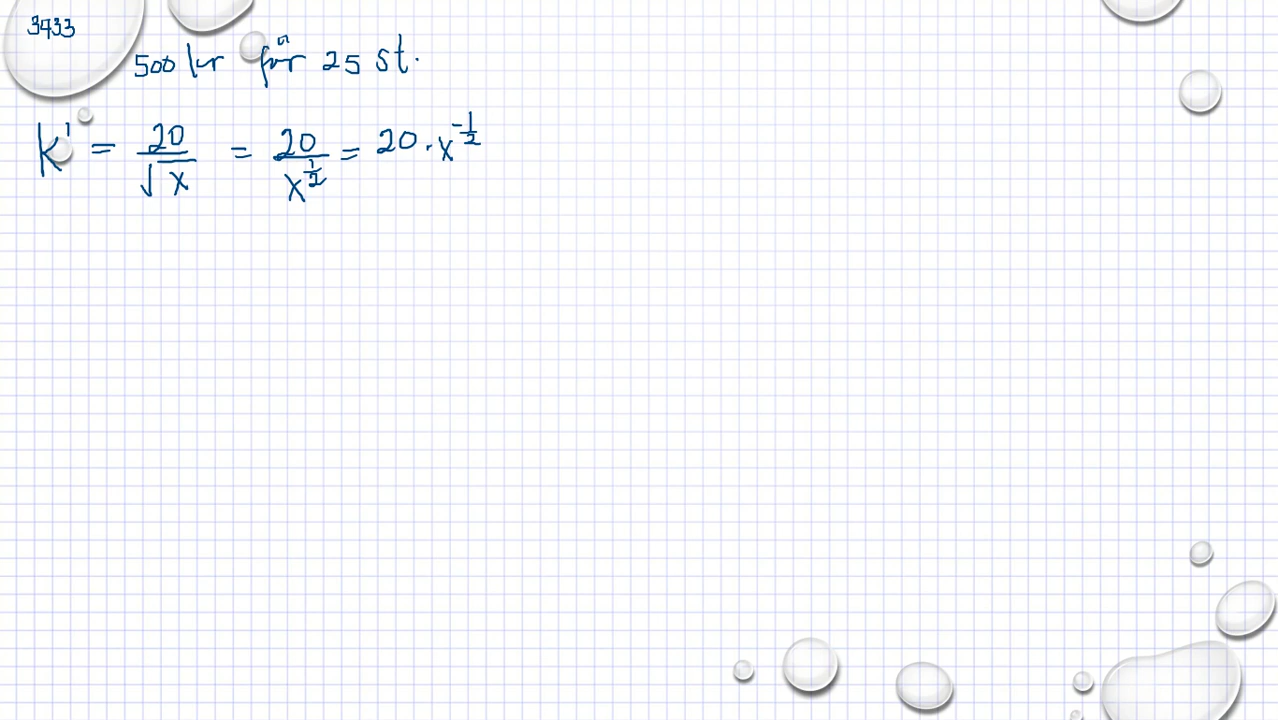 3433
500 kr för 25 st.
K' = 20/√x = 20/x^(1/2) = 20 · x^(-1/2)